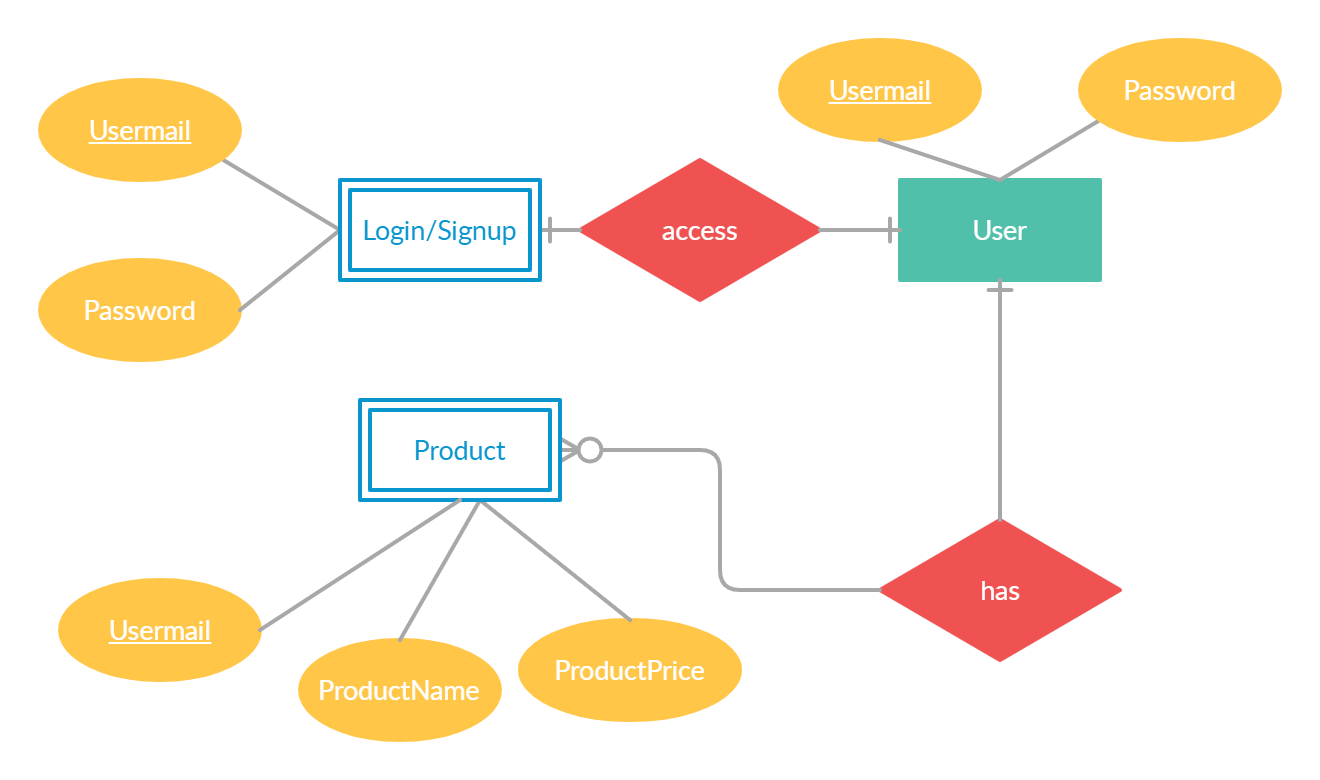 Usermail
Password
Usermail
Login/Signup
access
User
Password
Product
Usermail
has
ProductName
ProductPrice